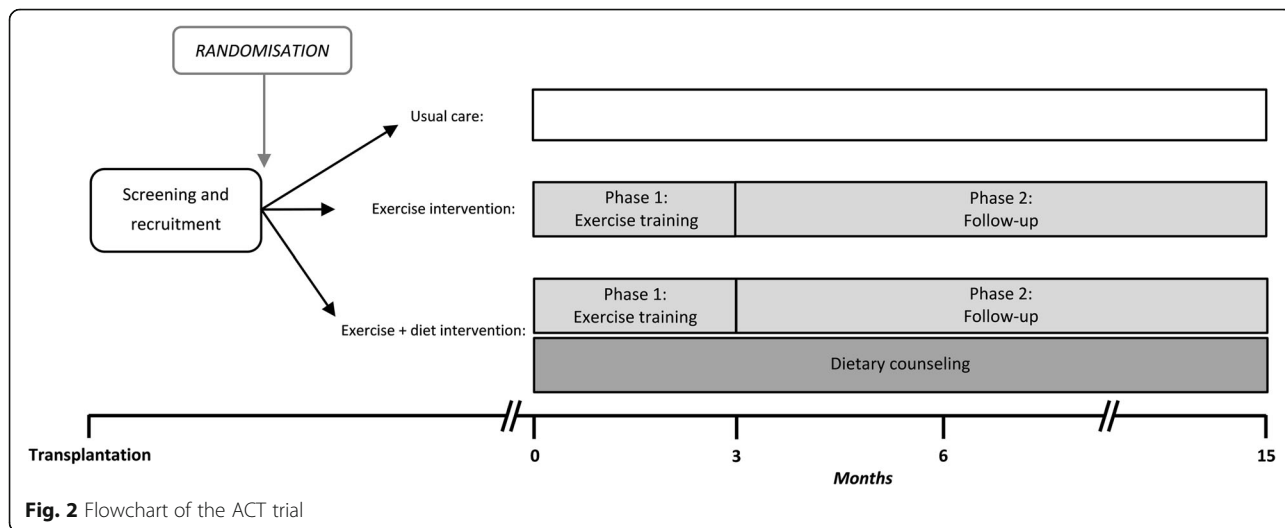 RANDOMISATION
Screening and
recruitment
Usual care:
Exercise intervention:
Phase 1:
Exercise training
Phase 2:
Follow-up
Exercise + diet intervention:
Phase 1:
Exercise training
Phase 2:
Follow-up
Dietary counseling
Transplantation
0
3
6
15
Months
Fig. 2 Flowchart of the ACT trial